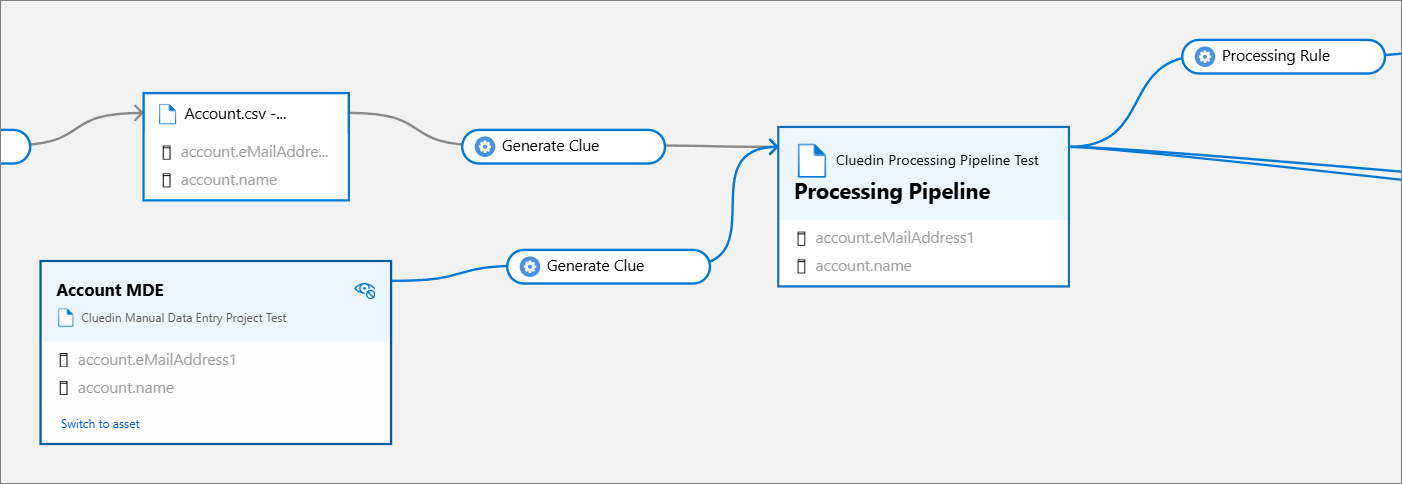 Processing Rule
Account.csv -...
account.eMailAddre...
account.name
Generate Clue
Cluedin Processing Pipeline Test
Processing Pipeline
account.eMailAddress1
account.name
Generate Clue
Account MDE
Cluedin Manual Data Entry Project Test
account.eMailAddress1
account.name
Switch to asset